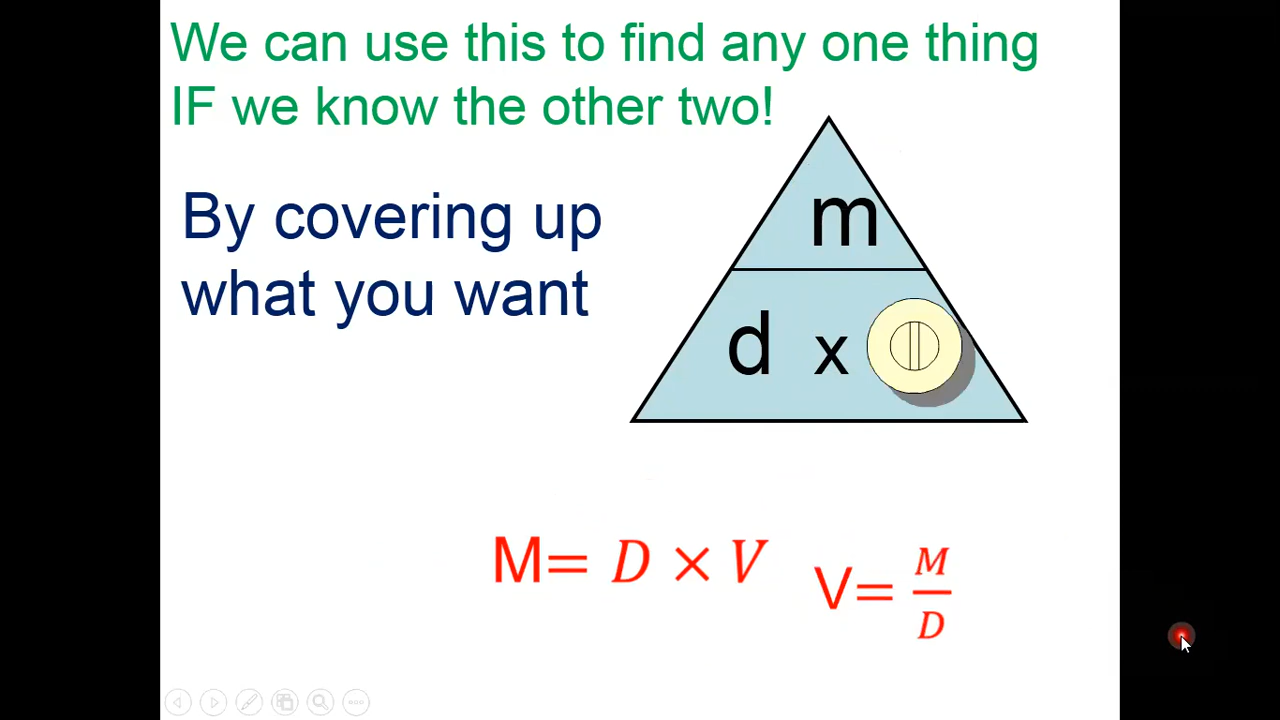 We can use this to find any one thing
IF we know the other two!
By covering up
what you want
m
d x
M= D × V
V= M/D